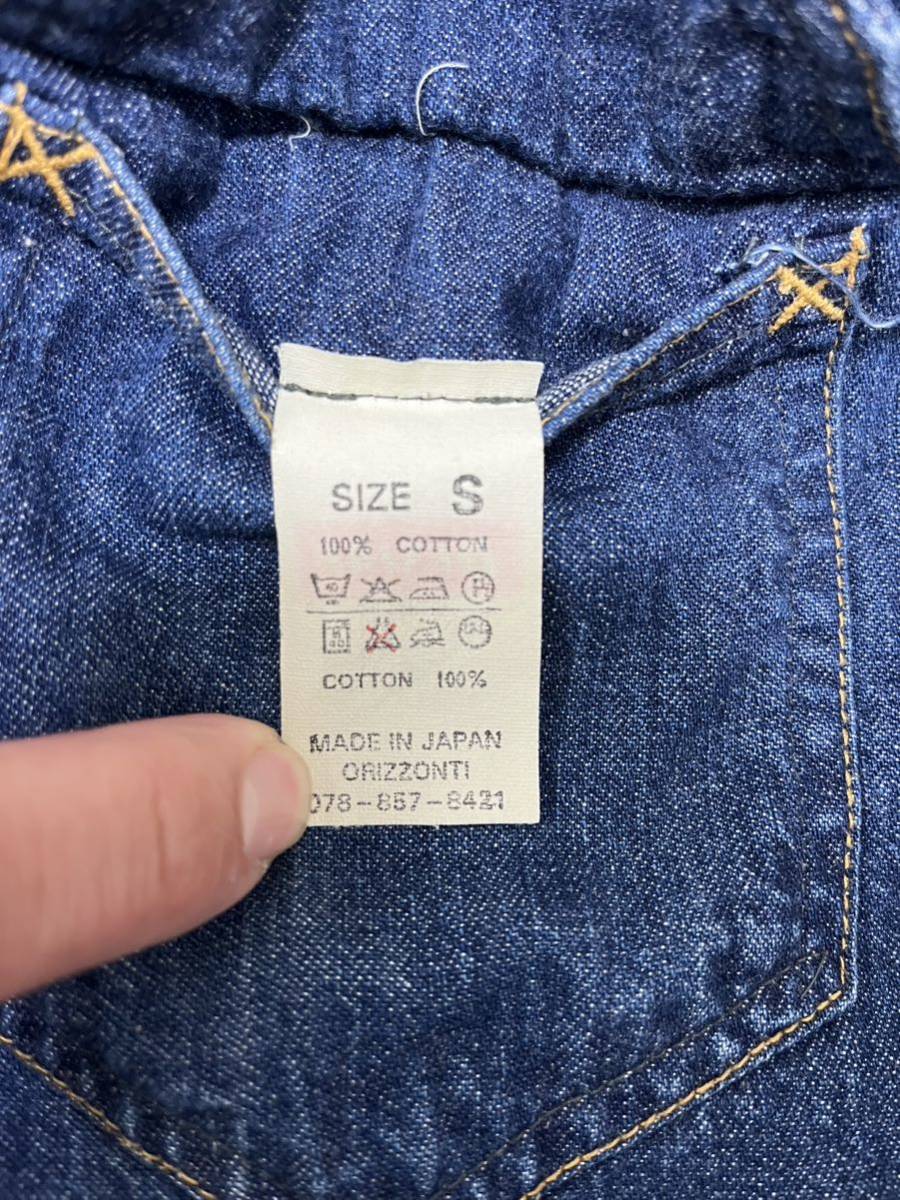 SIZE S
100% COTTON
COTTON 100%
MADE IN JAPAN
ORIZZONTI
078-857-8421